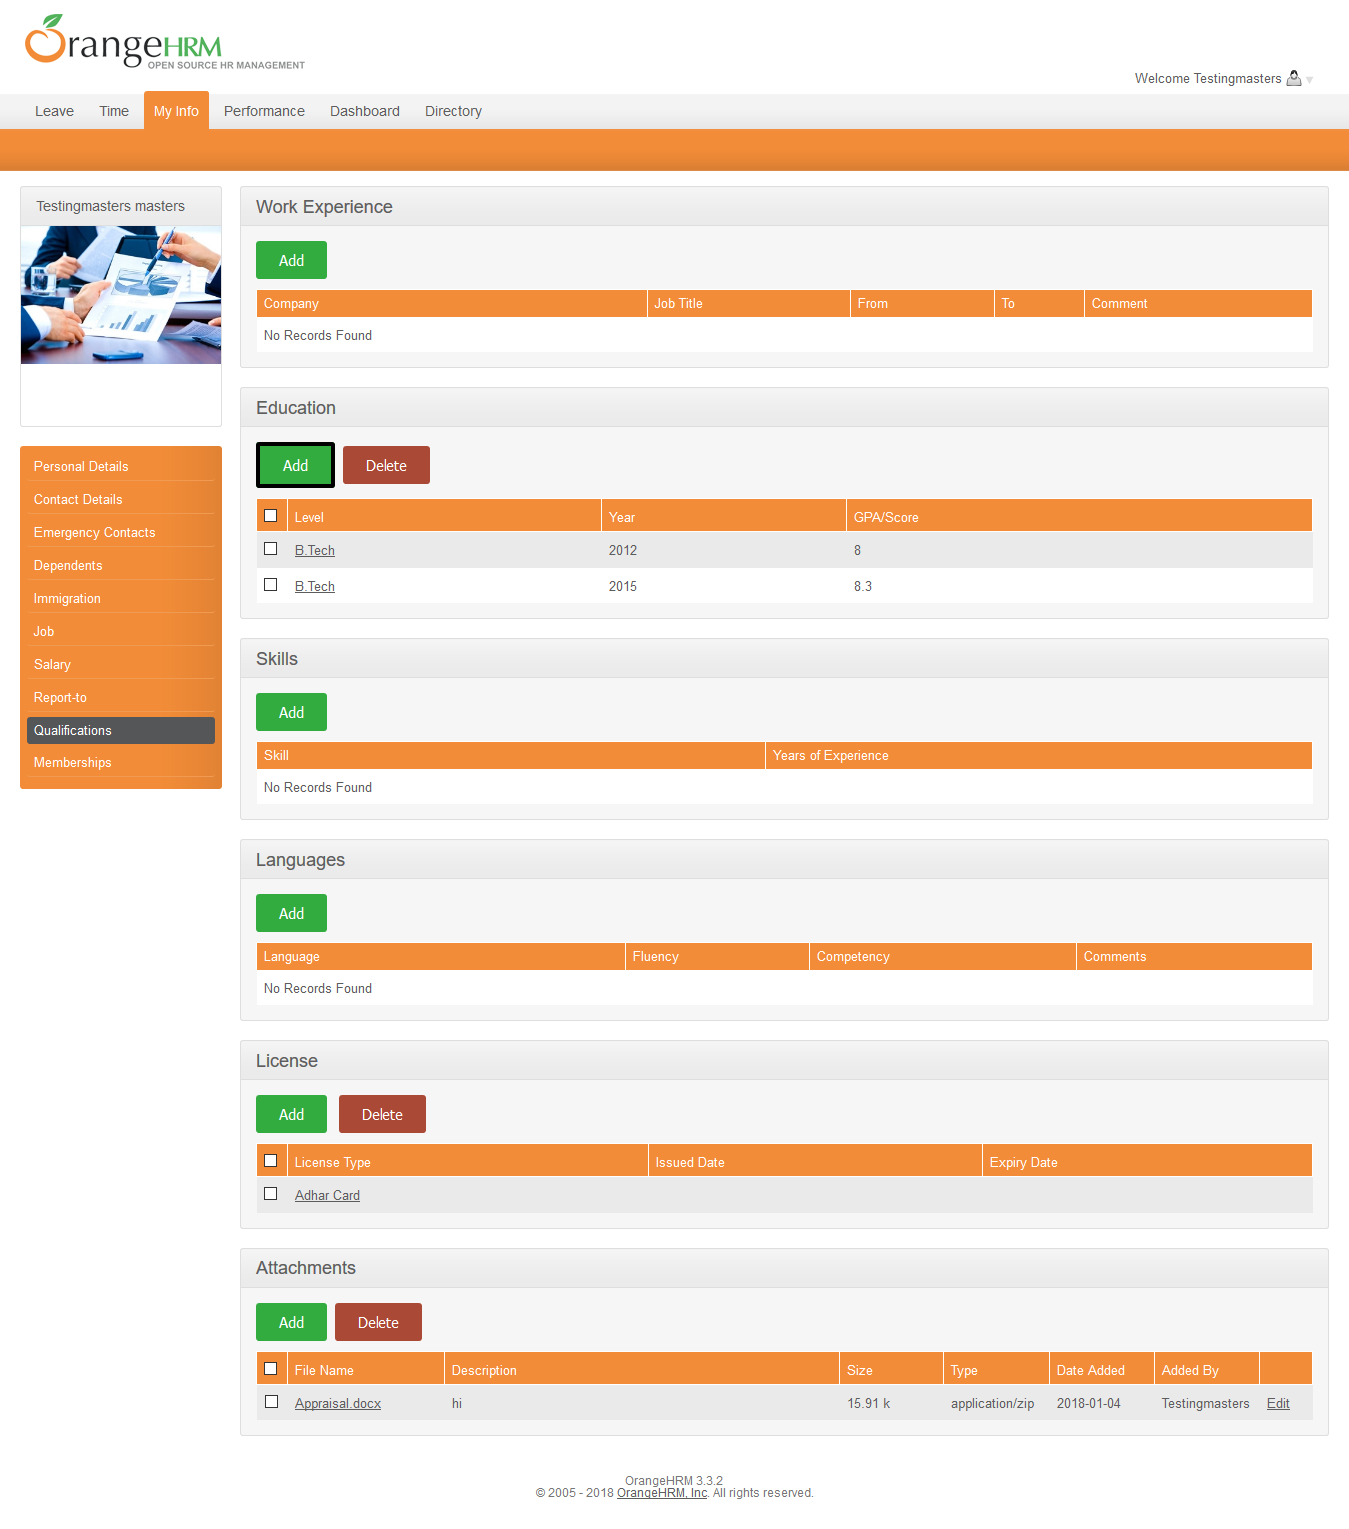 OrangeHRM
OPEN SOURCE HR MANAGEMENT
Welcome Testingmasters
Leave Time My Info Performance Dashboard Directory
Testingmasters masters
Personal Details
Contact Details
Emergency Contacts
Dependents
Immigration
Job
Salary
Report-to
Qualifications
Memberships
Work Experience
Add
Company Job Title From To Comment
No Records Found
Education
Add Delete
Level Year GPA/Score
B.Tech 2012 8
B.Tech 2015 8.3
Skills
Add
Skill Years of Experience
No Records Found
Languages
Add
Language Fluency Competency Comments
No Records Found
License
Add Delete
License Type Issued Date Expiry Date
Adhar Card
Attachments
Add Delete
File Name Description Size Type Date Added Added By
Appraisal.docx hi 15.91 k application/zip 2018-01-04 Testingmasters Edit
OrangeHRM 3.3.2
© 2005 - 2018 OrangeHRM, Inc. All rights reserved.